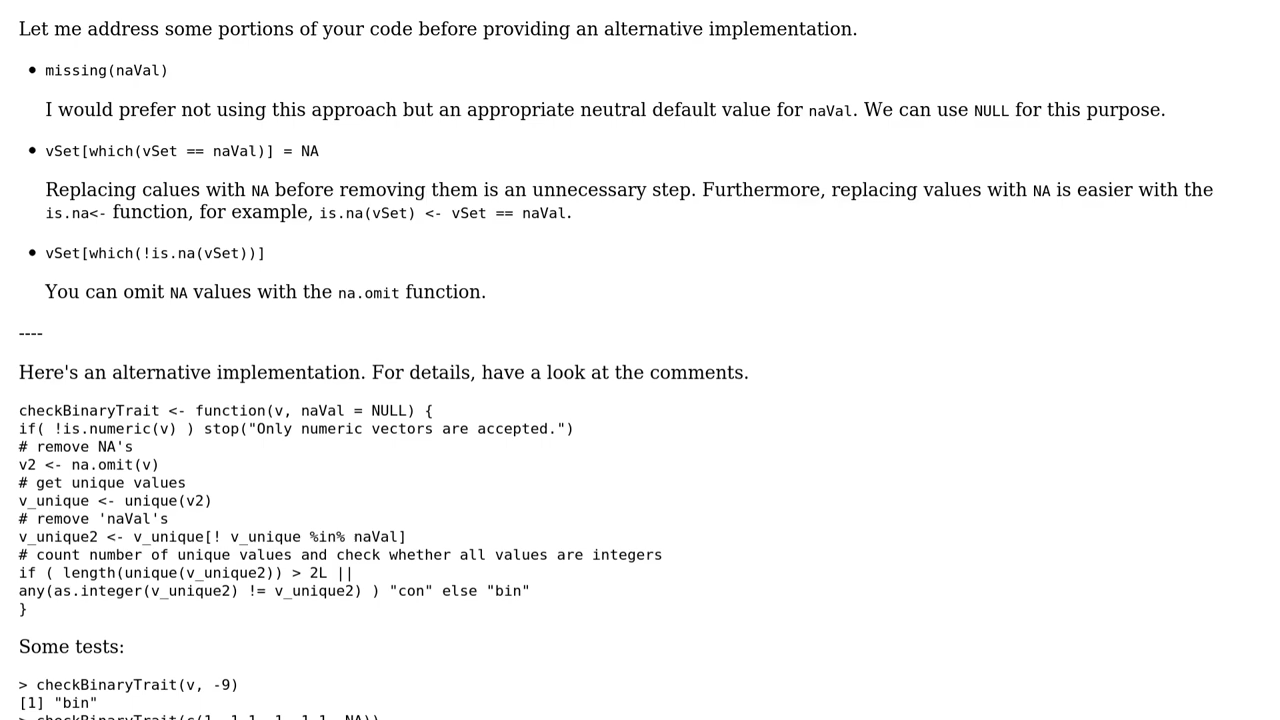 Let me address some portions of your code before providing an alternative implementation.
• missing(naVal)
I would prefer not using this approach but an appropriate neutral default value for naVal. We can use NULL for this purpose.
• vSet[which(vSet == naVal)] = NA
Replacing calues with NA before removing them is an unnecessary step. Furthermore, replacing values with NA is easier with the
is.na<- function, for example, is.na(vSet) <- vSet == naVal.
• vSet[which(!is.na(vSet))]
You can omit NA values with the na.omit function.
----
Here's an alternative implementation. For details, have a look at the comments.
checkBinaryTrait <- function(v, naVal = NULL) {
if( !is.numeric(v) ) stop("Only numeric vectors are accepted.")
# remove NA's
v2 <- na.omit(v)
# get unique values
v_unique <- unique(v2)
# remove 'naVal's
v_unique2 <- v_unique[! v_unique %in% naVal]
# count number of unique values and check whether all values are integers
if ( length(unique(v_unique2)) > 2L ||
any(as.integer(v_unique2) != v_unique2) ) "con" else "bin"
}
Some tests:
> checkBinaryTrait(v, -9)
[1] "bin"
> checkBinaryTrait(c(1, 1.1, 1, 1.1, NA))